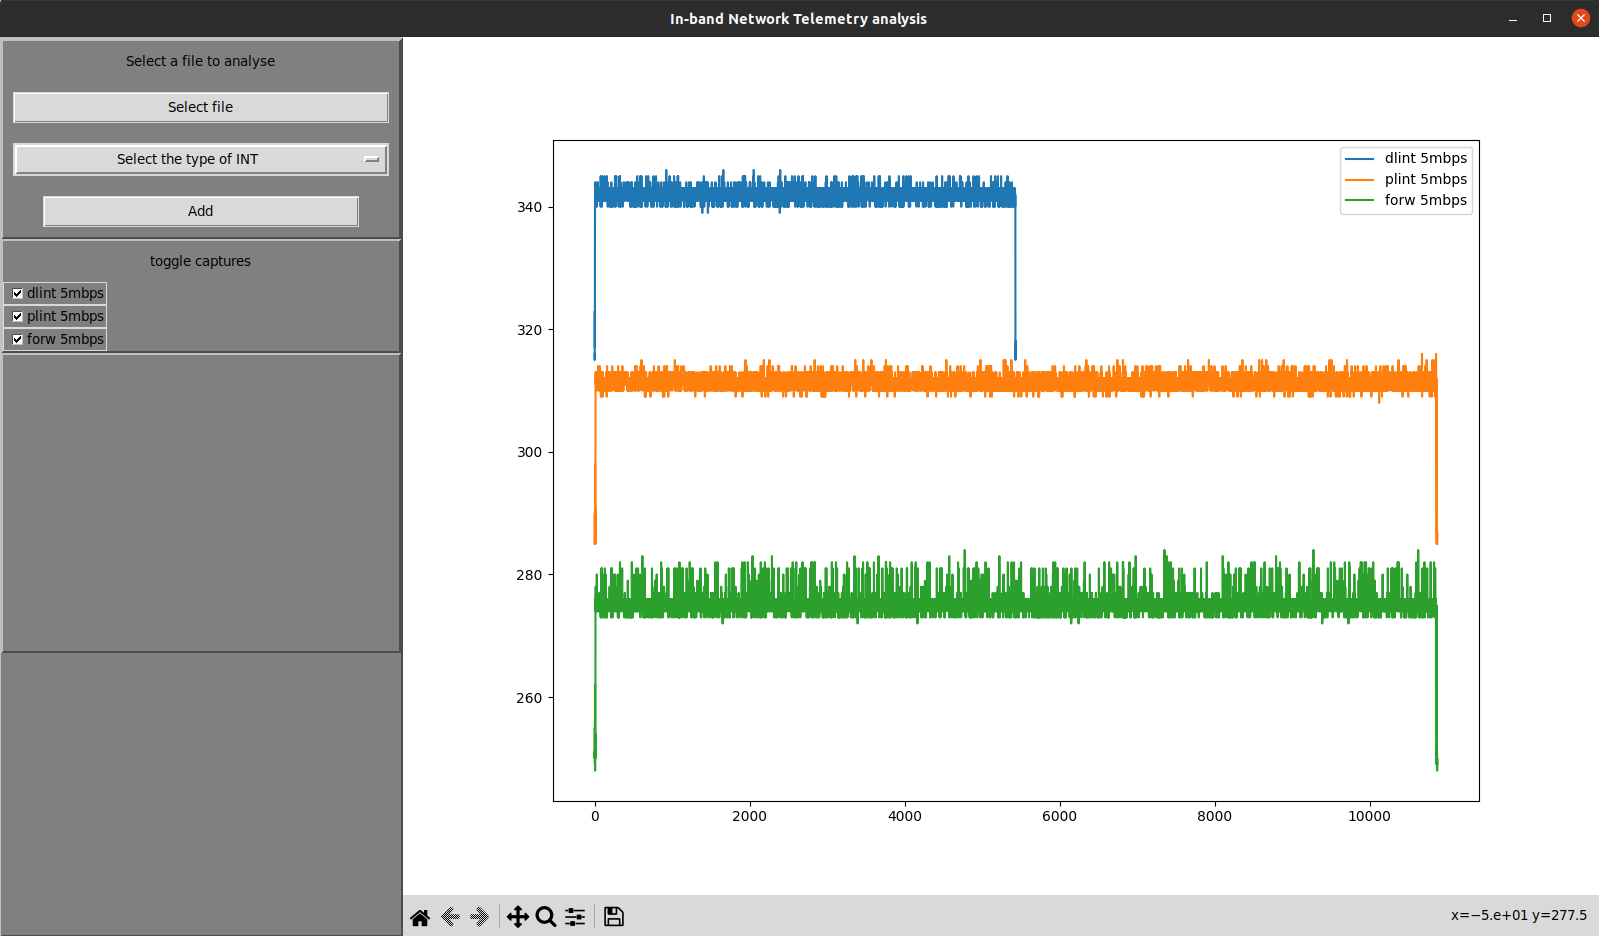 In-band Network Telemetry analysis
Select a file to analyse
Select file
Select the type of INT
Add
toggle captures
dlint 5mbps
plint 5mbps
forw 5mbps
dlint 5mbps
plint 5mbps
forw 5mbps
340
320
300
280
260
0 2000 4000 6000 8000 10000
x=−5.e+01 y=277.5